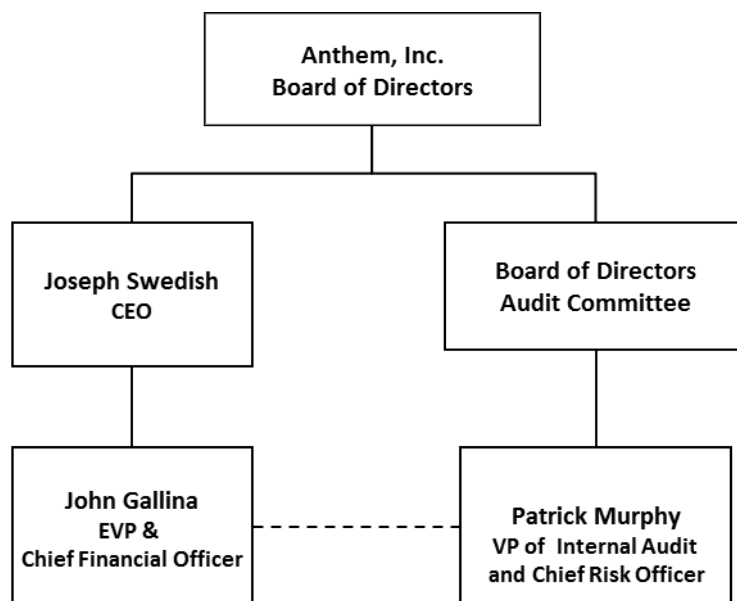 Anthem, Inc.
Board of Directors
Joseph Swedish
CEO
Board of Directors
Audit Committee
John Gallina
EVP &
Chief Financial Officer
Patrick Murphy
VP of Internal Audit
and Chief Risk Officer